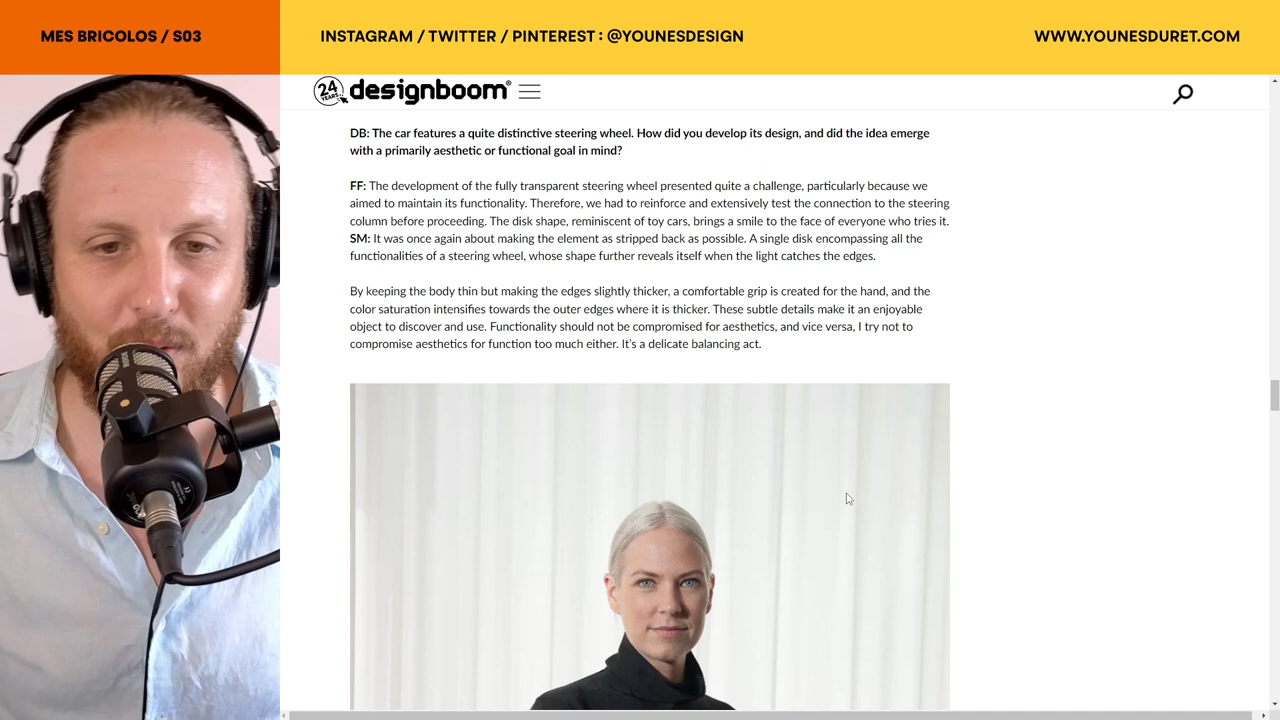 MES BRICOLOS / S03
INSTAGRAM / TWITTER / PINTEREST : @YOUNESDESIGN
WWW.YOUNESDURET.COM
24 YEARS designboom®
DB: The car features a quite distinctive steering wheel. How did you develop its design, and did the idea emerge
with a primarily aesthetic or functional goal in mind?
FF: The development of the fully transparent steering wheel presented quite a challenge, particularly because we
aimed to maintain its functionality. Therefore, we had to reinforce and extensively test the connection to the steering
column before proceeding. The disk shape, reminiscent of toy cars, brings a smile to the face of everyone who tries it.
SM: It was once again about making the element as stripped back as possible. A single disk encompassing all the
functionalities of a steering wheel, whose shape further reveals itself when the light catches the edges.
By keeping the body thin but making the edges slightly thicker, a comfortable grip is created for the hand, and the
color saturation intensifies towards the outer edges where it is thicker. These subtle details make it an enjoyable
object to discover and use. Functionality should not be compromised for aesthetics, and vice versa, I try not to
compromise aesthetics for function too much either. It's a delicate balancing act.